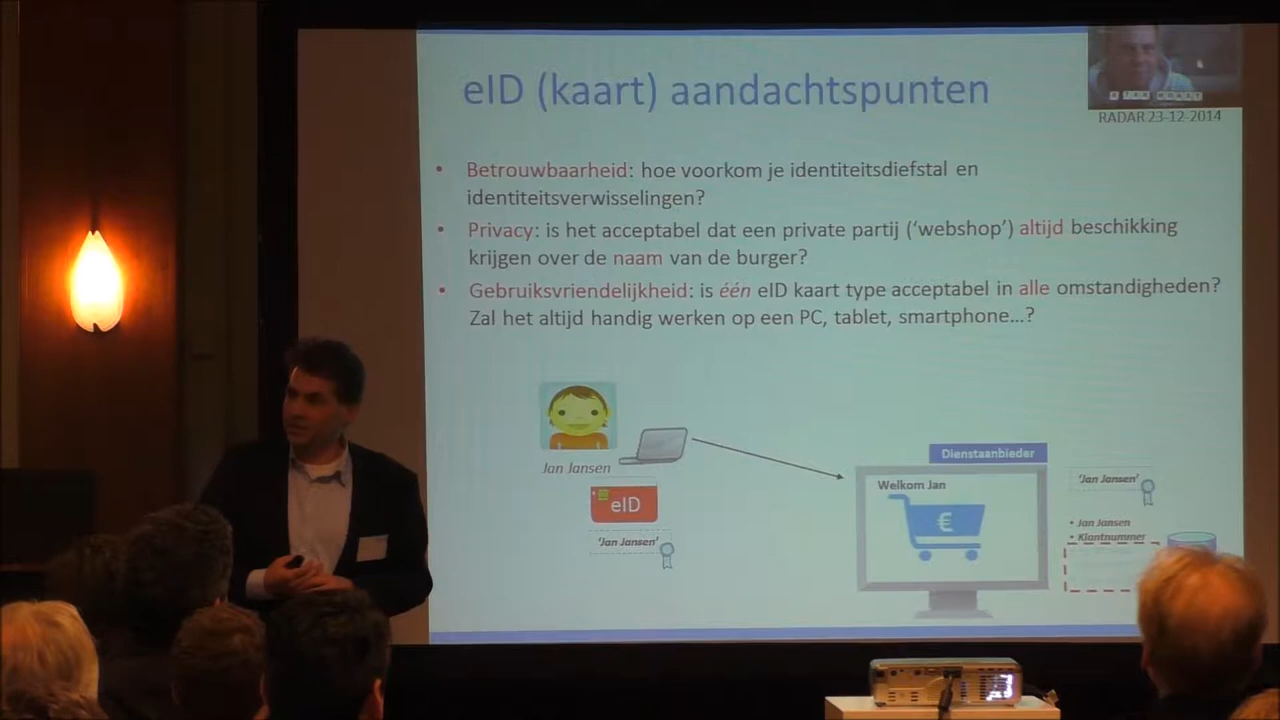 eID (kaart) aandachtspunten
RADAR 23-12-2014
• Betrouwbaarheid: hoe voorkom je identiteitsdiefstal en
identiteitsverwisselingen?
• Privacy: is het acceptabel dat een private partij (‘webshop’) altijd beschikking
krijgen over de naam van de burger?
• Gebruiksvriendelijkheid: is één eID kaart type acceptabel in alle omstandigheden?
Zal het altijd handig werken op een PC, tablet, smartphone…?
Jan Jansen
eID
‘Jan Jansen’
Dienstaanbieder
Welkom Jan
€
‘Jan Jansen’
• Jan Jansen
• Klantnummer